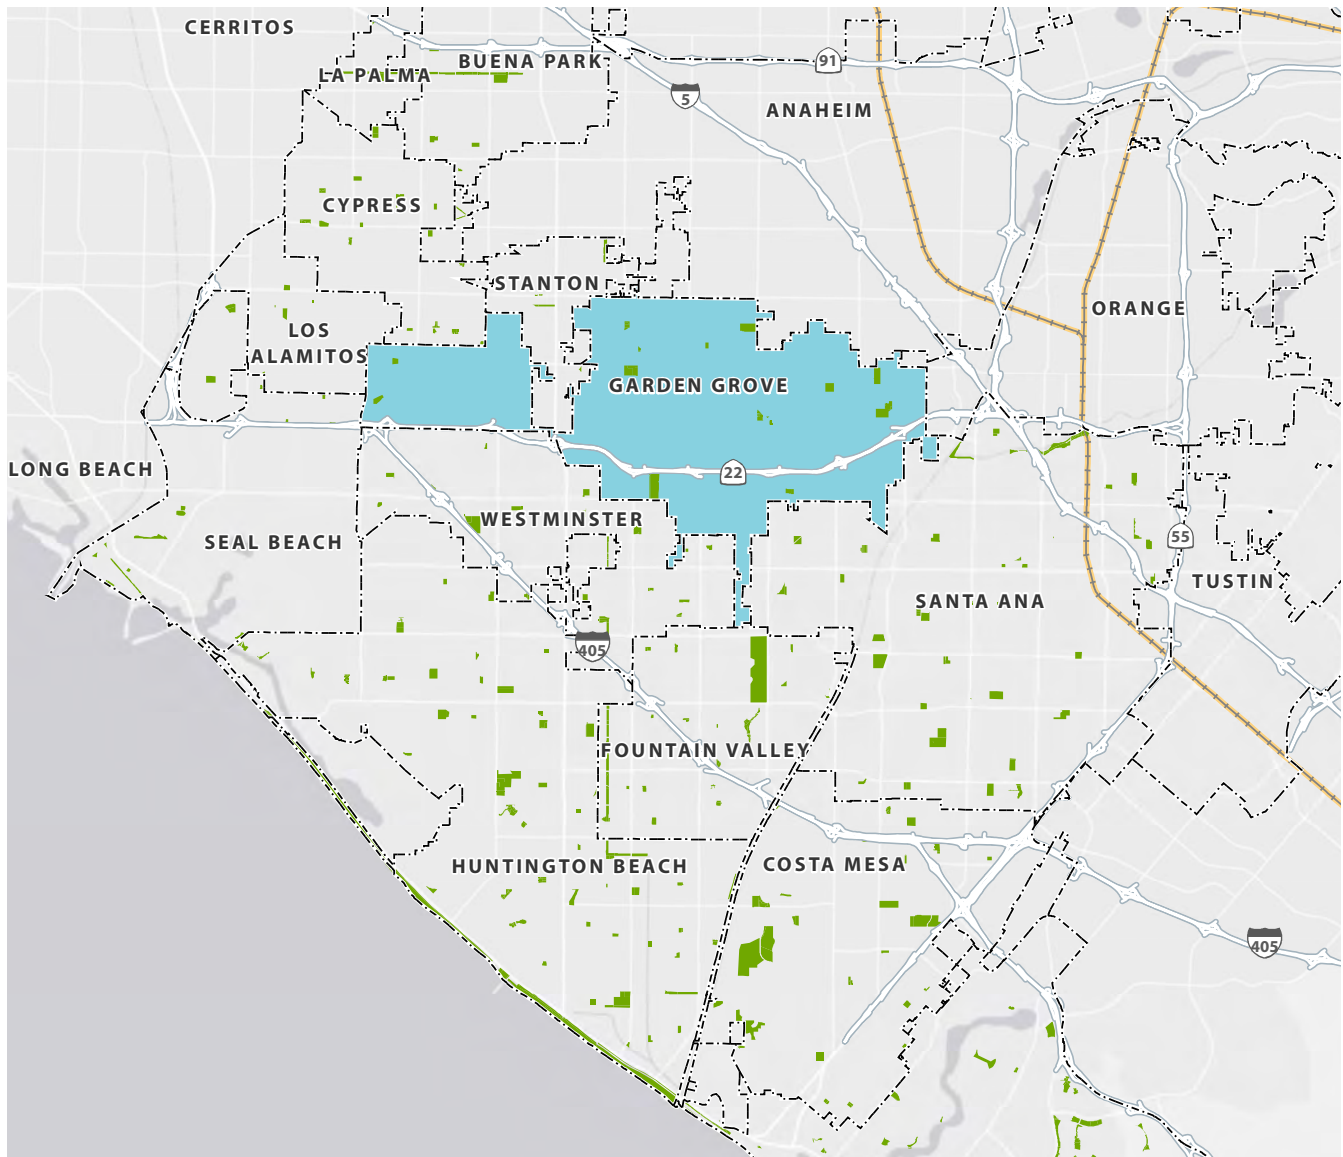 CERRITOS
BUENA PARK
91
LA PALMA
5
ANAHEIM
CYPRESS
STANTON
ORANGE
LOS
ALAMITOS
GARDEN GROVE
LONG BEACH
22
WESTMINSTER
SEAL BEACH
55
TUSTIN
SANTA ANA
405
FOUNTAIN VALLEY
HUNTINGTON BEACH
COSTA MESA
405